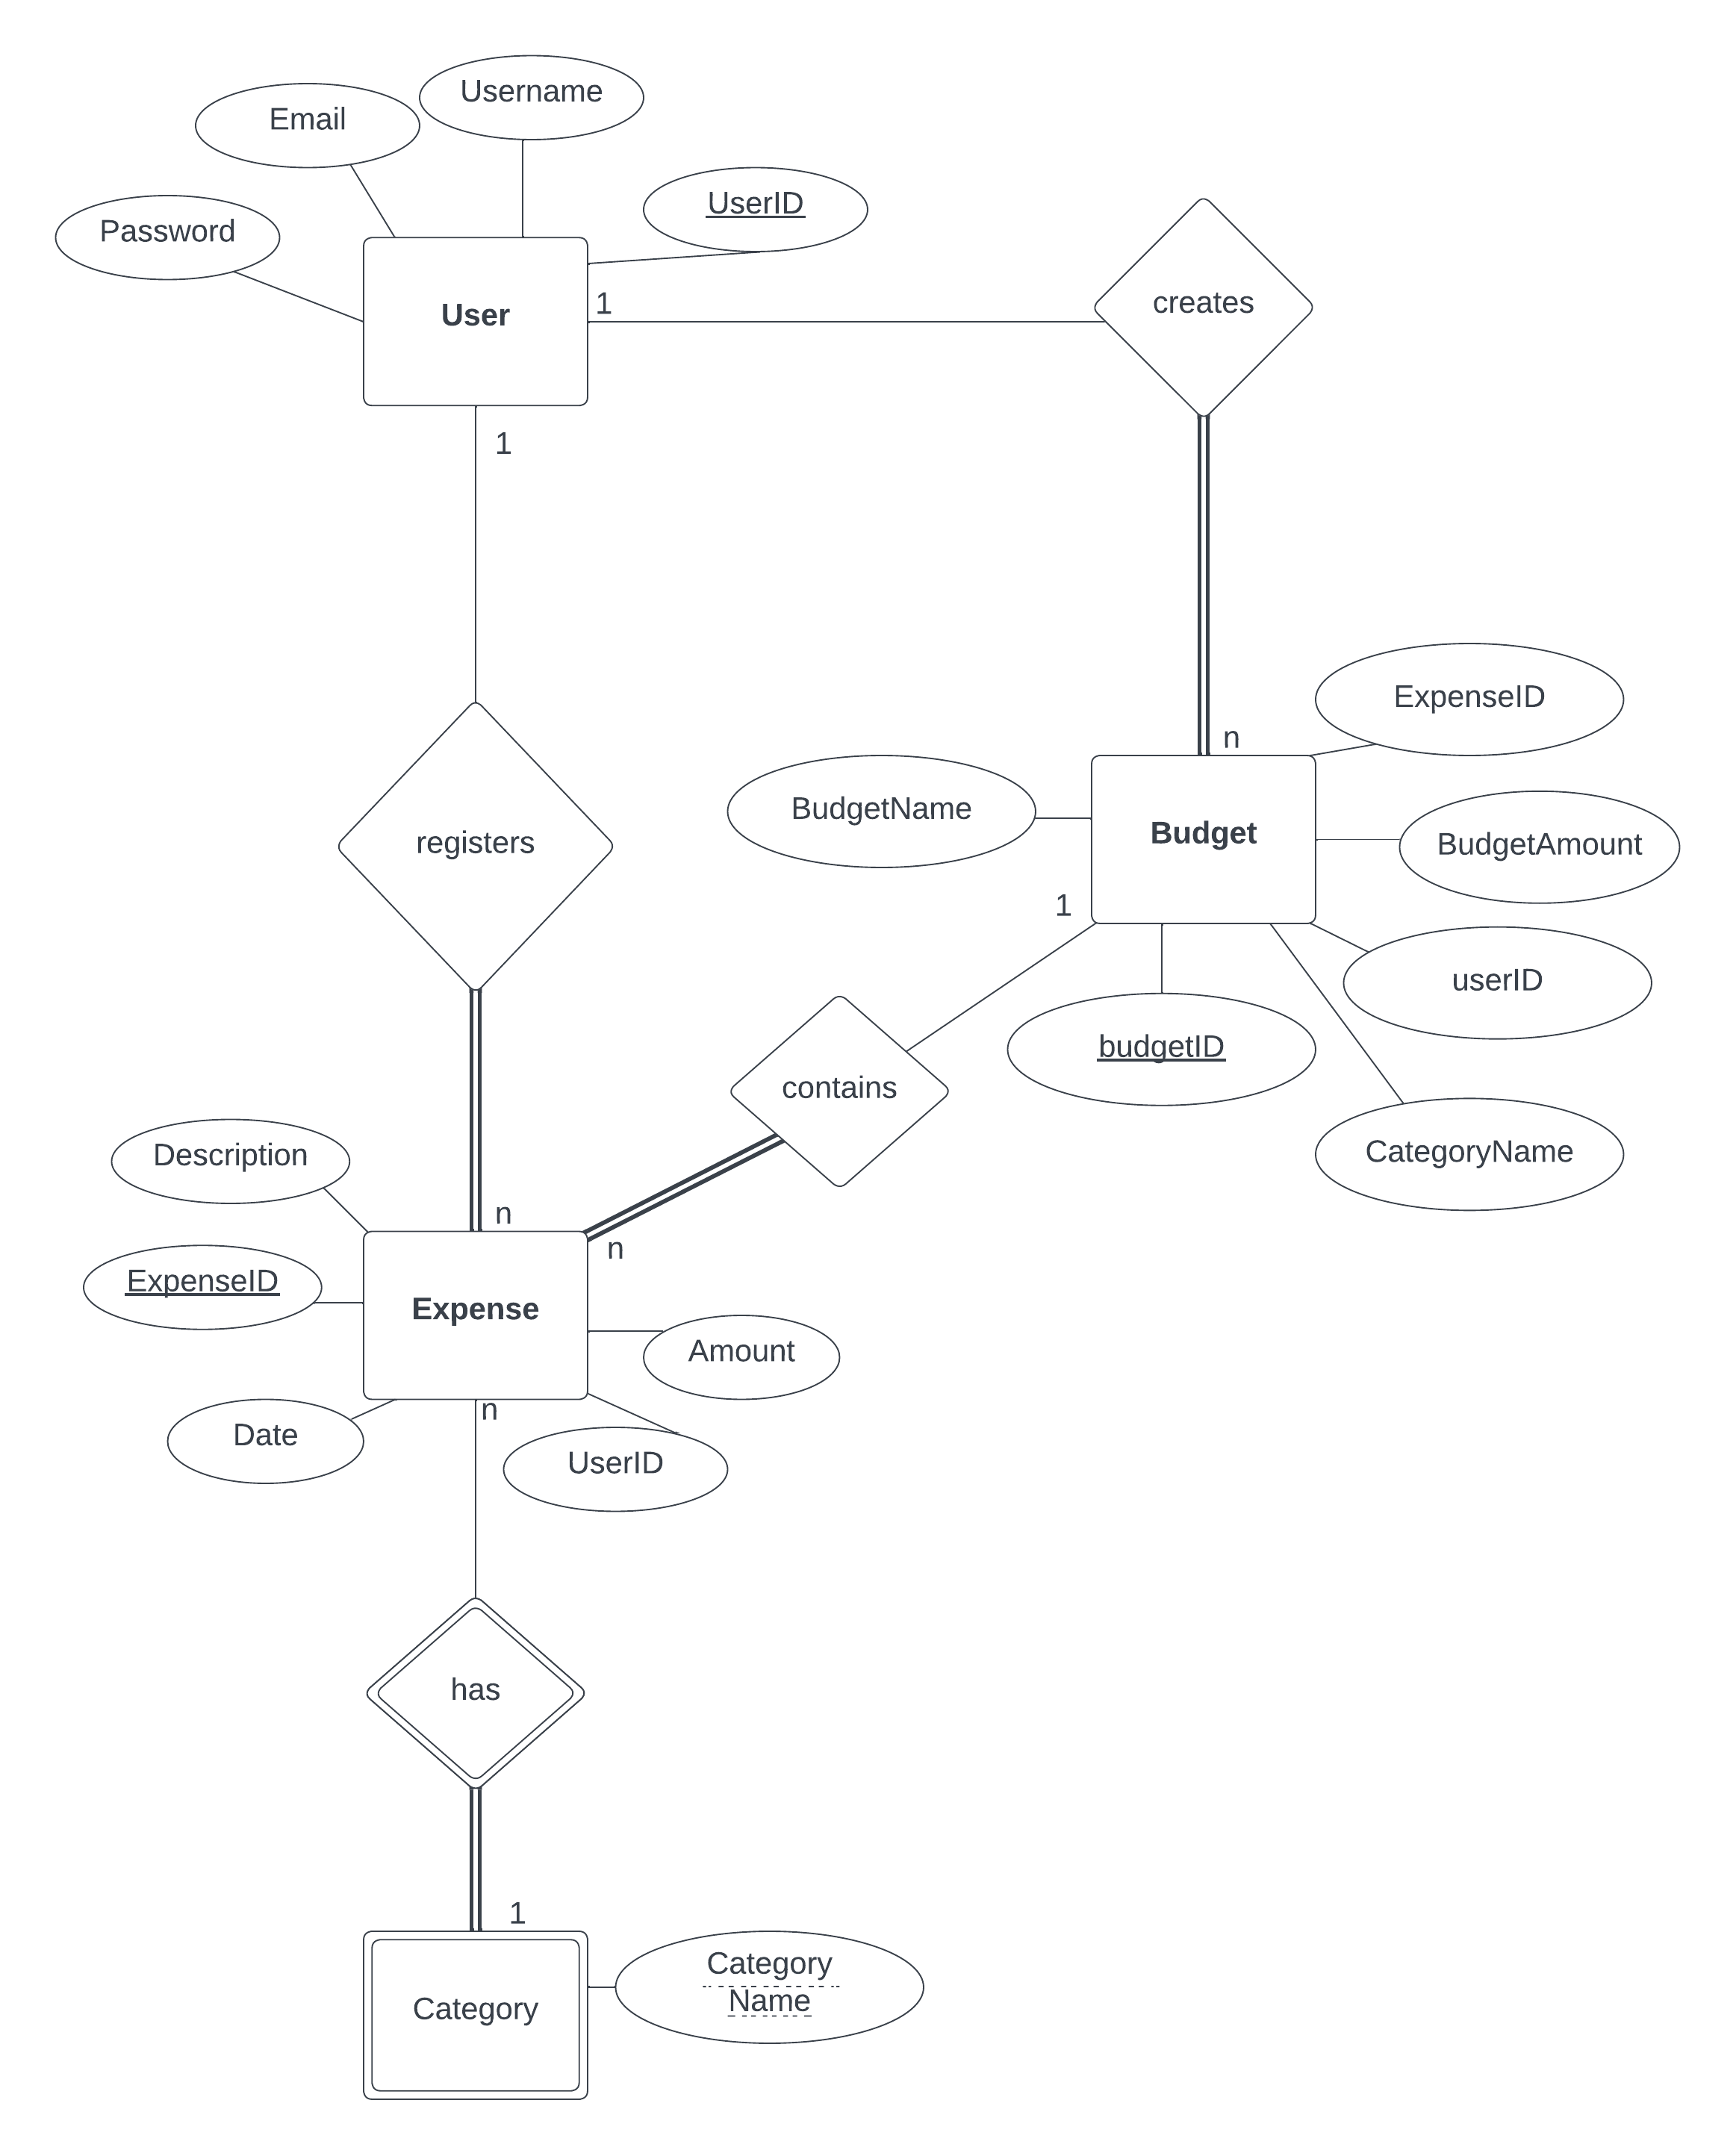 Username
Email
UserID
Password
User
1
creates
1
ExpenseID
n
BudgetName
Budget
BudgetAmount
registers
1
userID
budgetID
contains
CategoryName
Description
n
n
ExpenseID
Expense
Amount
n
Date
UserID
has
1
Category
Name
Category